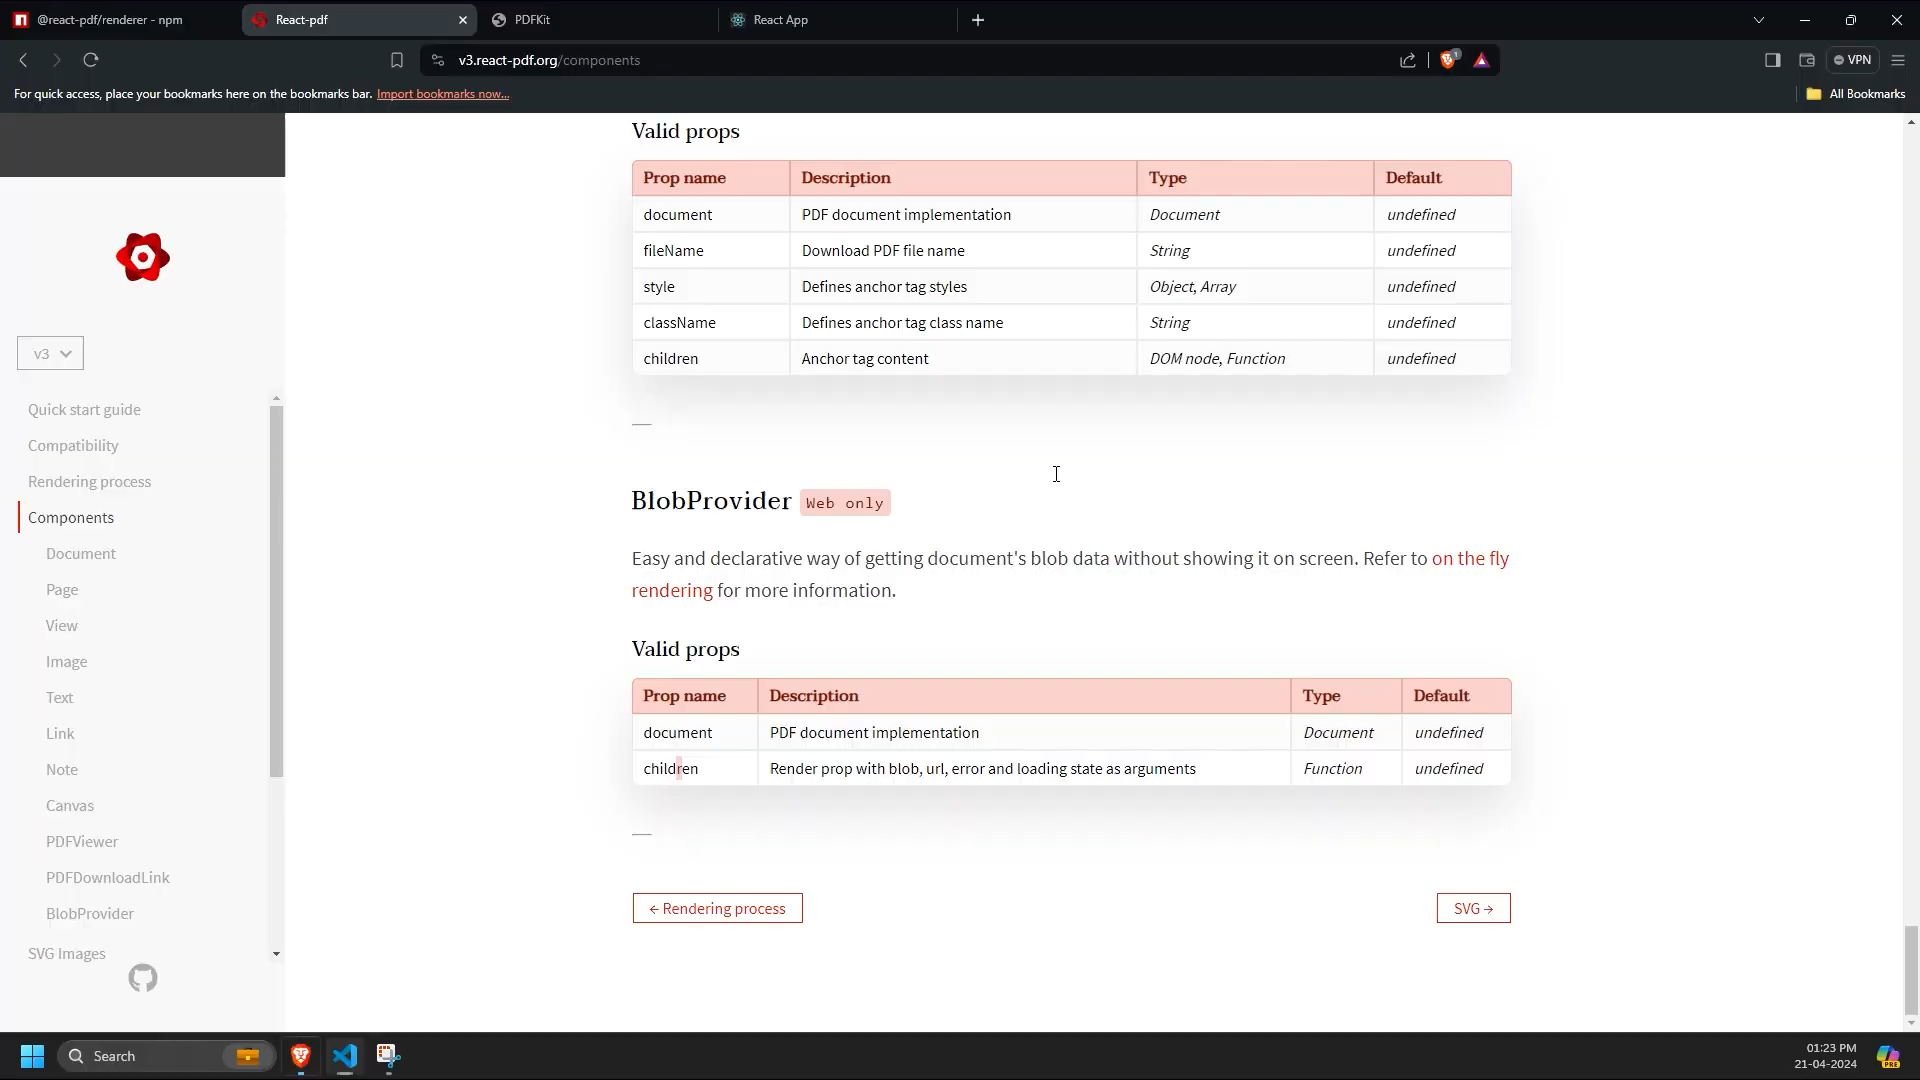 @react-pdf/renderer - npm
React-pdf
PDFKit
React App
v3.react-pdf.org/components
1
VPN
For quick access, place your bookmarks here on the bookmarks bar. Import bookmarks now...
All Bookmarks
v3
Quick start guide
Compatibility
Rendering process
Components
Document
Page
View
Image
Text
Link
Note
Canvas
PDFViewer
PDFDownloadLink
BlobProvider
SVG Images
Valid props
Prop name Description Type Default
document PDF document implementation Document undefined
fileName Download PDF file name String undefined
style Defines anchor tag styles Object, Array undefined
className Defines anchor tag class name String undefined
children Anchor tag content DOM node, Function undefined
BlobProvider Web only
Easy and declarative way of getting document's blob data without showing it on screen. Refer to on the fly
rendering for more information.
Valid props
Prop name Description Type Default
document PDF document implementation Document undefined
children Render prop with blob, url, error and loading state as arguments Function undefined
← Rendering process
SVG →
Search
01:23 PM
21-04-2024
PRE